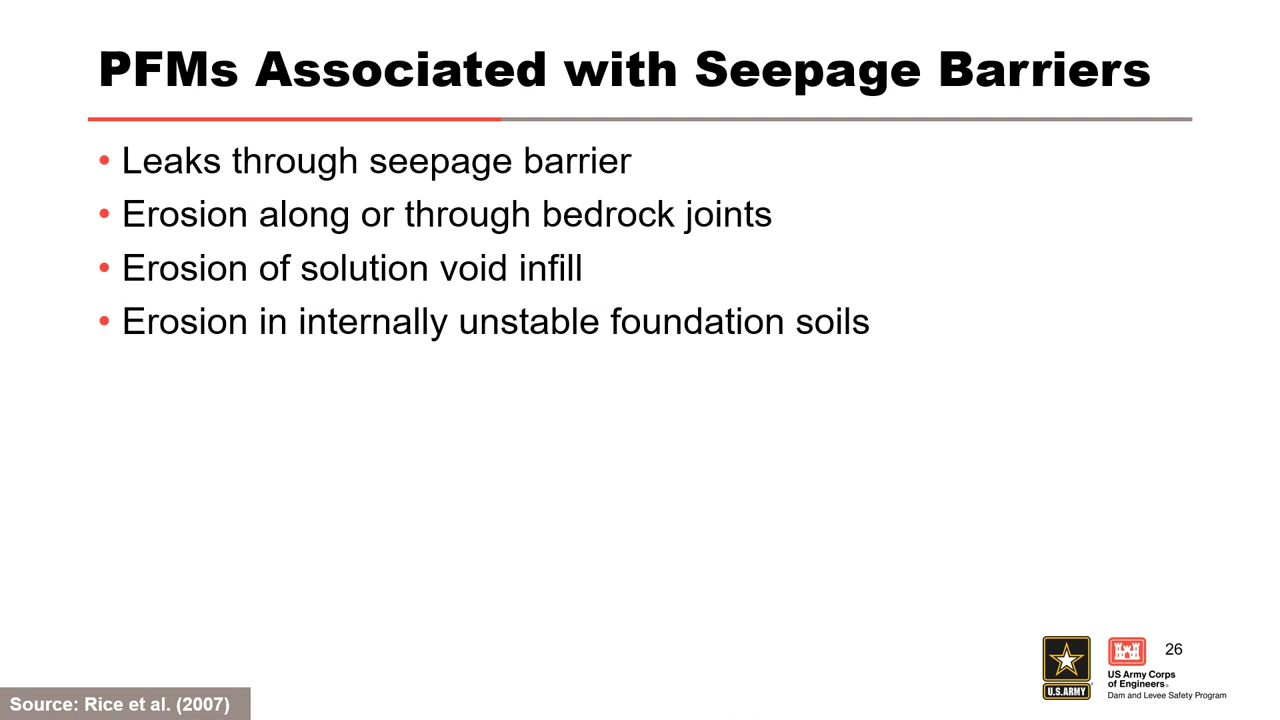 PFMs Associated with Seepage Barriers
• Leaks through seepage barrier
• Erosion along or through bedrock joints
• Erosion of solution void infill
• Erosion in internally unstable foundation soils
26
U.S. ARMY
US Army Corps
of Engineers®
Dam and Levee Safety Program
Source: Rice et al. (2007)